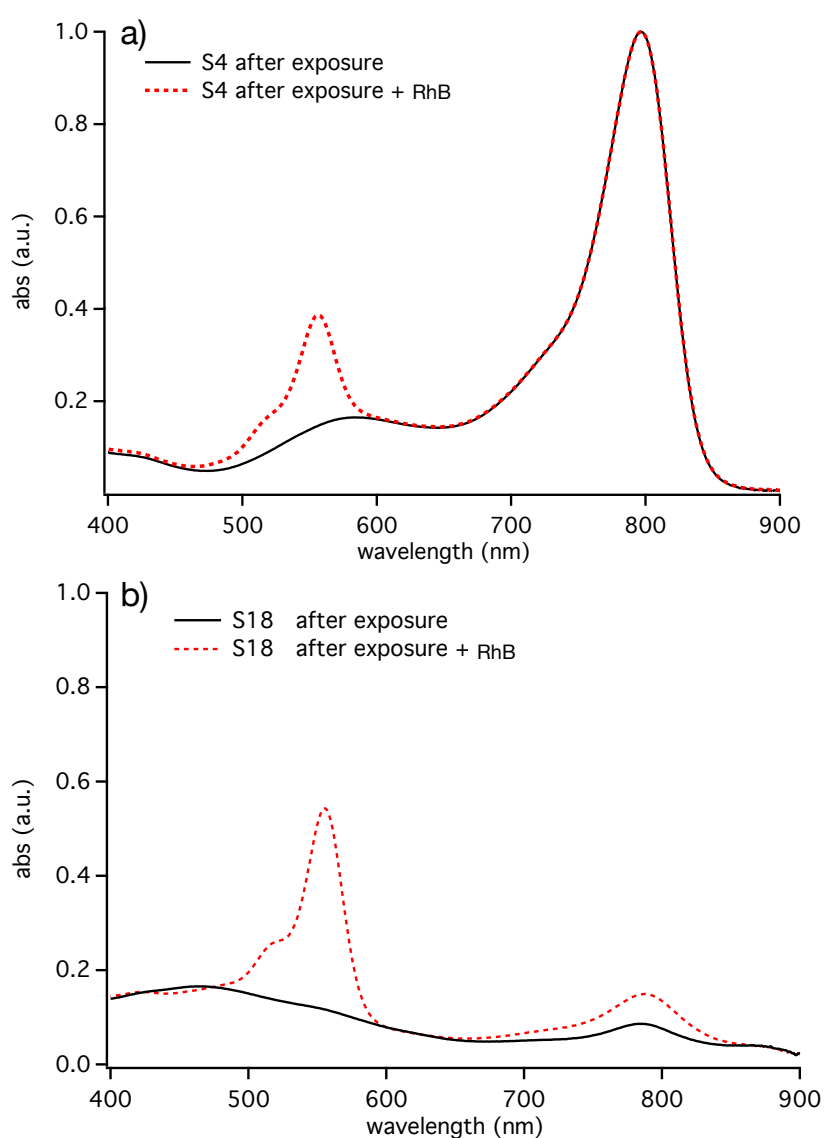 a)
S4 after exposure
S4 after exposure + RhB
1.0
0.8
0.6
0.4
0.2
abs (a.u.)
400 500 600 700 800 900
wavelength (nm)
b)
S18 after exposure
S18 after exposure + RhB
1.0
0.8
0.6
0.4
0.2
0.0
abs (a.u.)
400 500 600 700 800 900
wavelength (nm)